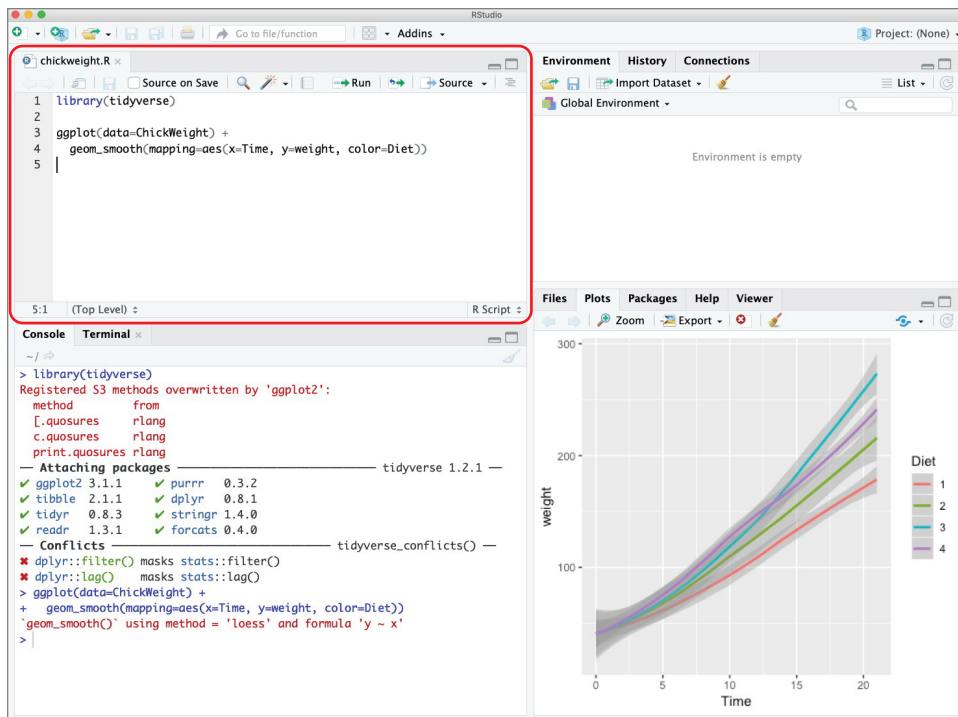 RStudio
Go to file/function
Addins
Project: (None)
chickweight.R
Source on Save
Run
Source
1 library(tidyverse)
2
3 ggplot(data=ChickWeight) +
4   geom_smooth(mapping=aes(x=Time, y=weight, color=Diet))
5
5:1 (Top Level) R Script
Console Terminal
~/
> library(tidyverse)
Registered S3 methods overwritten by 'ggplot2':
  method         from
  [.quosures     rlang
  c.quosures     rlang
  print.quosures rlang
— Attaching packages ——— tidyverse 1.2.1 —
✔ ggplot2 3.1.1     ✔ purrr   0.3.2
✔ tibble  2.1.1     ✔ dplyr   0.8.1
✔ tidyr   0.8.3     ✔ stringr 1.4.0
✔ readr   1.3.1     ✔ forcats 0.4.0
— Conflicts ——— tidyverse_conflicts() —
✖ dplyr::filter() masks stats::filter()
✖ dplyr::lag()    masks stats::lag()
> ggplot(data=ChickWeight) +
+   geom_smooth(mapping=aes(x=Time, y=weight, color=Diet))
`geom_smooth()` using method = 'loess' and formula 'y ~ x'
>
Environment History Connections
Import Dataset List
Global Environment
Environment is empty
Files Plots Packages Help Viewer
Zoom Export
300
200
100
weight
0 5 10 15 20
Time
Diet
1
2
3
4